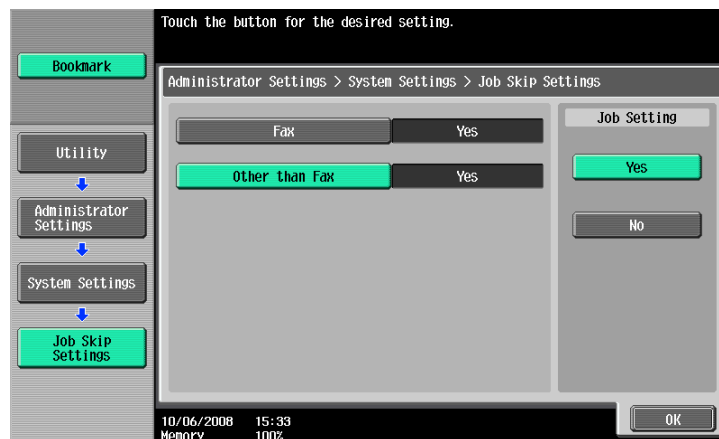 Touch the button for the desired setting.
Bookmark
Administrator Settings > System Settings > Job Skip Settings
Utility
Administrator
Settings
System Settings
Job Skip
Settings
Fax Yes
Other than Fax Yes
Job Setting
Yes
No
10/06/2008 15:33
Memory 100%
OK